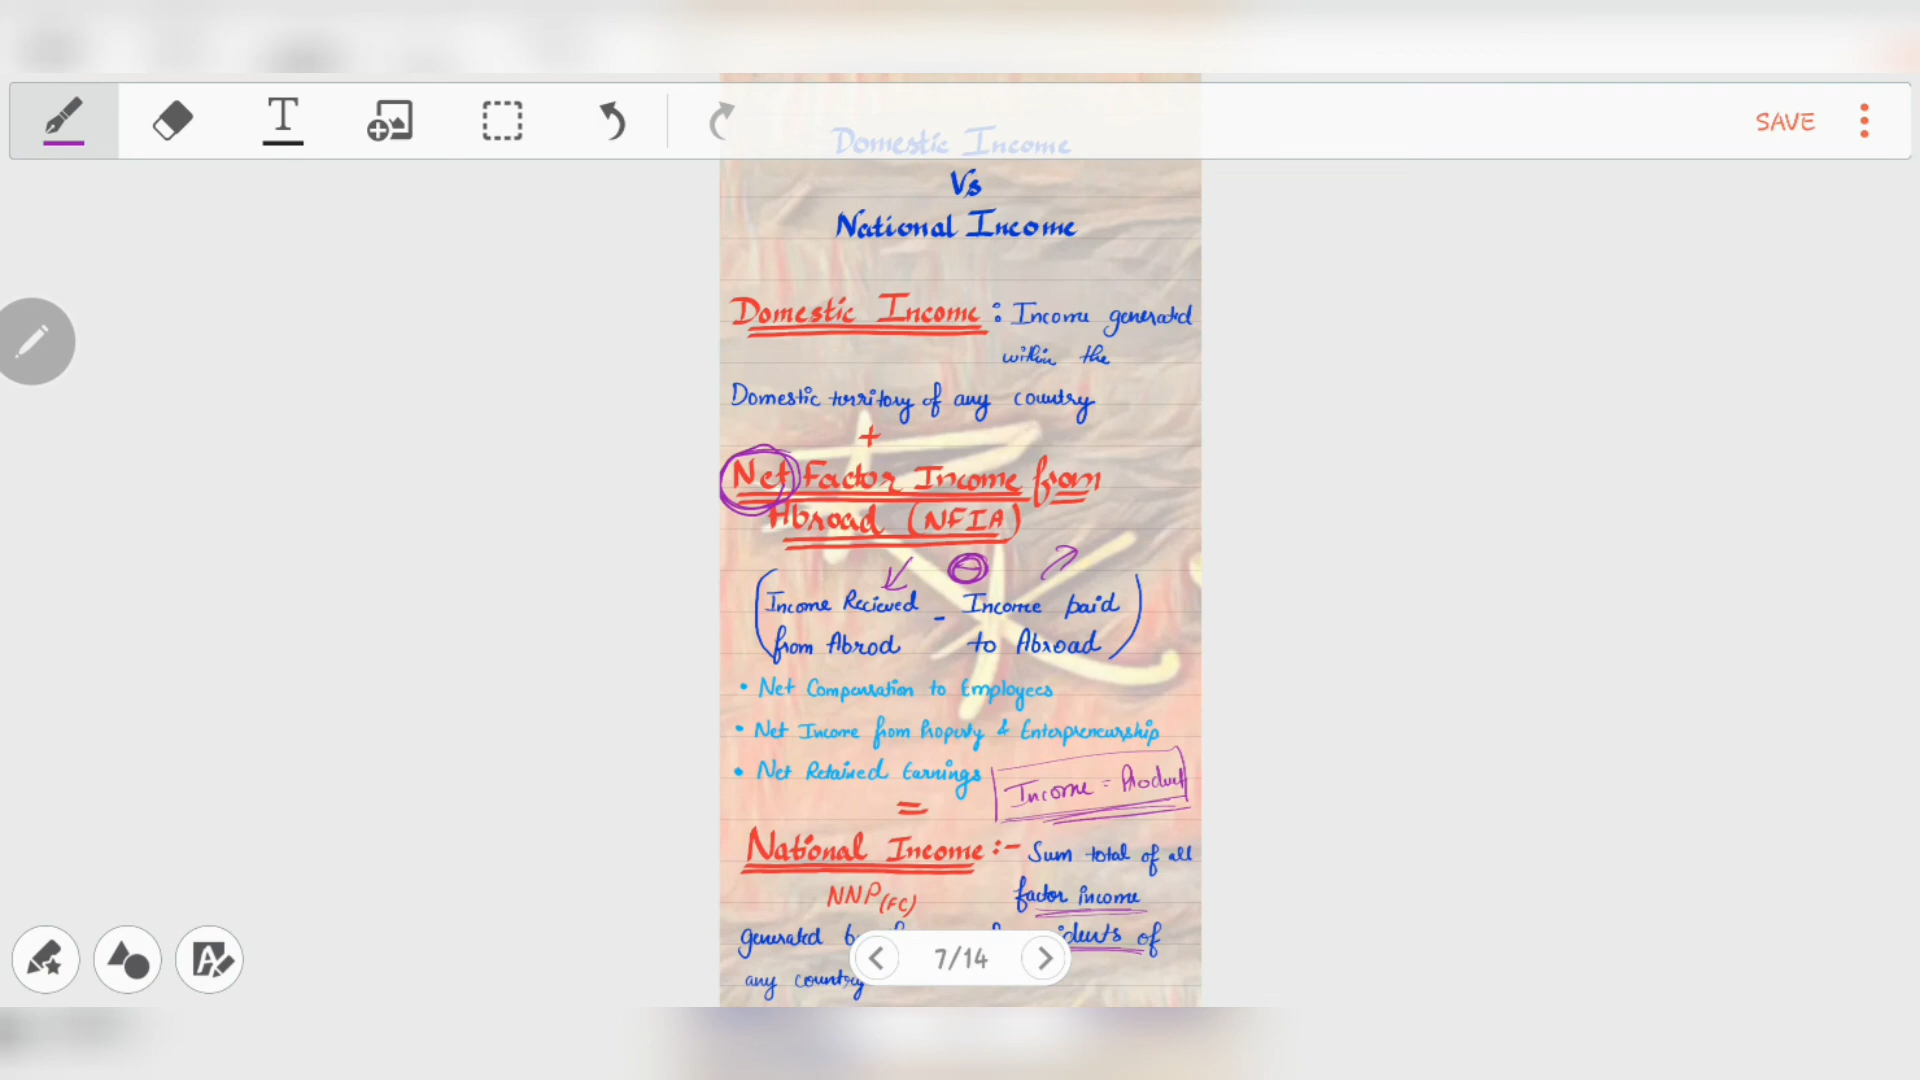 T
SAVE
Domestic Income
Vs
National Income
Domestic Income : Income generated
within the
Domestic territory of any country
+
Net Factor Income from
Abroad (NFIA)
(Income Recieved - Income paid
from Abrod to Abroad)
• Net Compensation to Employees
• Net Income from Property & Enterpreneurship
• Net Retained Earnings
Income = Product
=
National Income :- Sum total of all
NNP(FC) factor income
generated of
any country
7/14